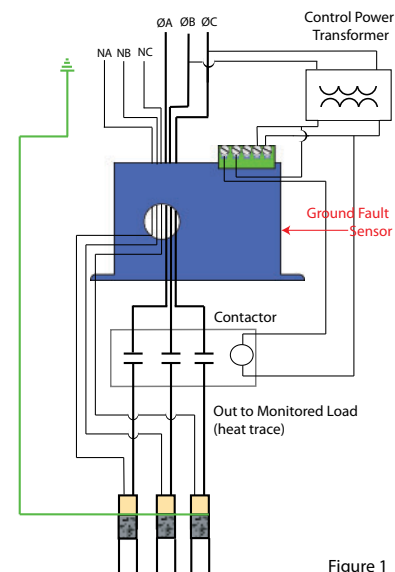 Control Power
Transformer
ØA
ØB
ØC
NA
NB
NC
Ground Fault
Sensor
Contactor
Out to Monitored Load
(heat trace)
Figure 1